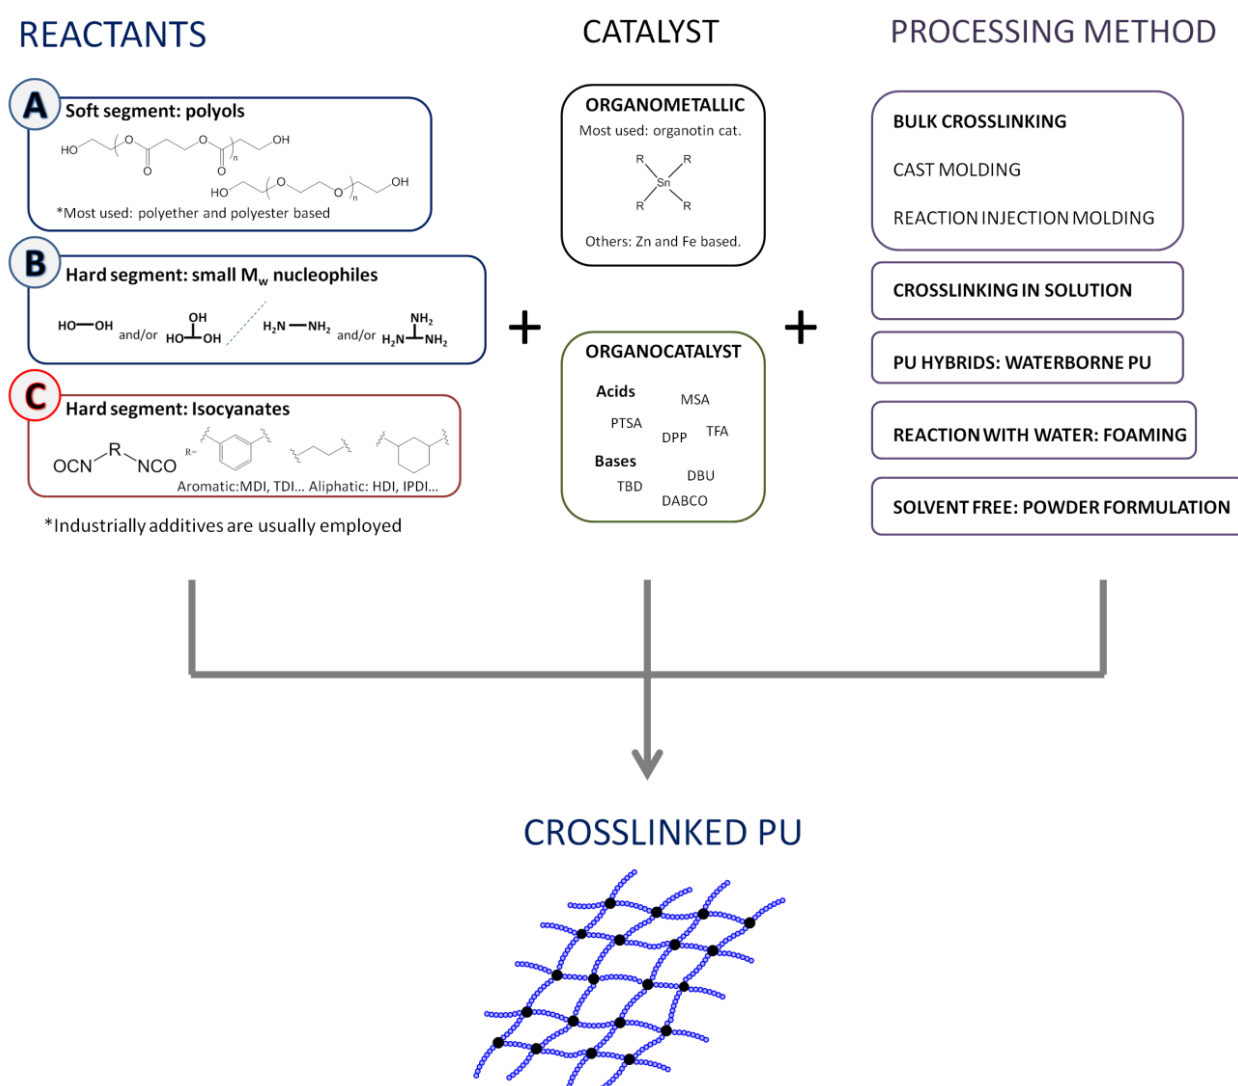 REACTANTS
A
Soft segment: polyols
HO
O
O
OH
O
O
n
HO
O
O
OH
n
*Most used: polyether and polyester based
B
Hard segment: small Mw nucleophiles
HO OH
and/or
OH
HO OH
H2N NH2
and/or
NH2
H2N NH2
C
Hard segment: Isocyanates
R
OCN NCO
R=
Aromatic:MDI, TDI... Aliphatic: HDI, IPDI...
*Industrially additives are usually employed
+
CATALYST
ORGANOMETALLIC
Most used: organotin cat.
R R
Sn
R R
Others: Zn and Fe based.
ORGANOCATALYST
Acids
MSA
PTSA
DPP
TFA
Bases
DBU
TBD
DABCO
+
PROCESSING METHOD
BULK CROSSLINKING
CAST MOLDING
REACTION INJECTION MOLDING
CROSSLINKING IN SOLUTION
PU HYBRIDS: WATERBORNE PU
REACTION WITH WATER: FOAMING
SOLVENT FREE: POWDER FORMULATION
CROSSLINKED PU